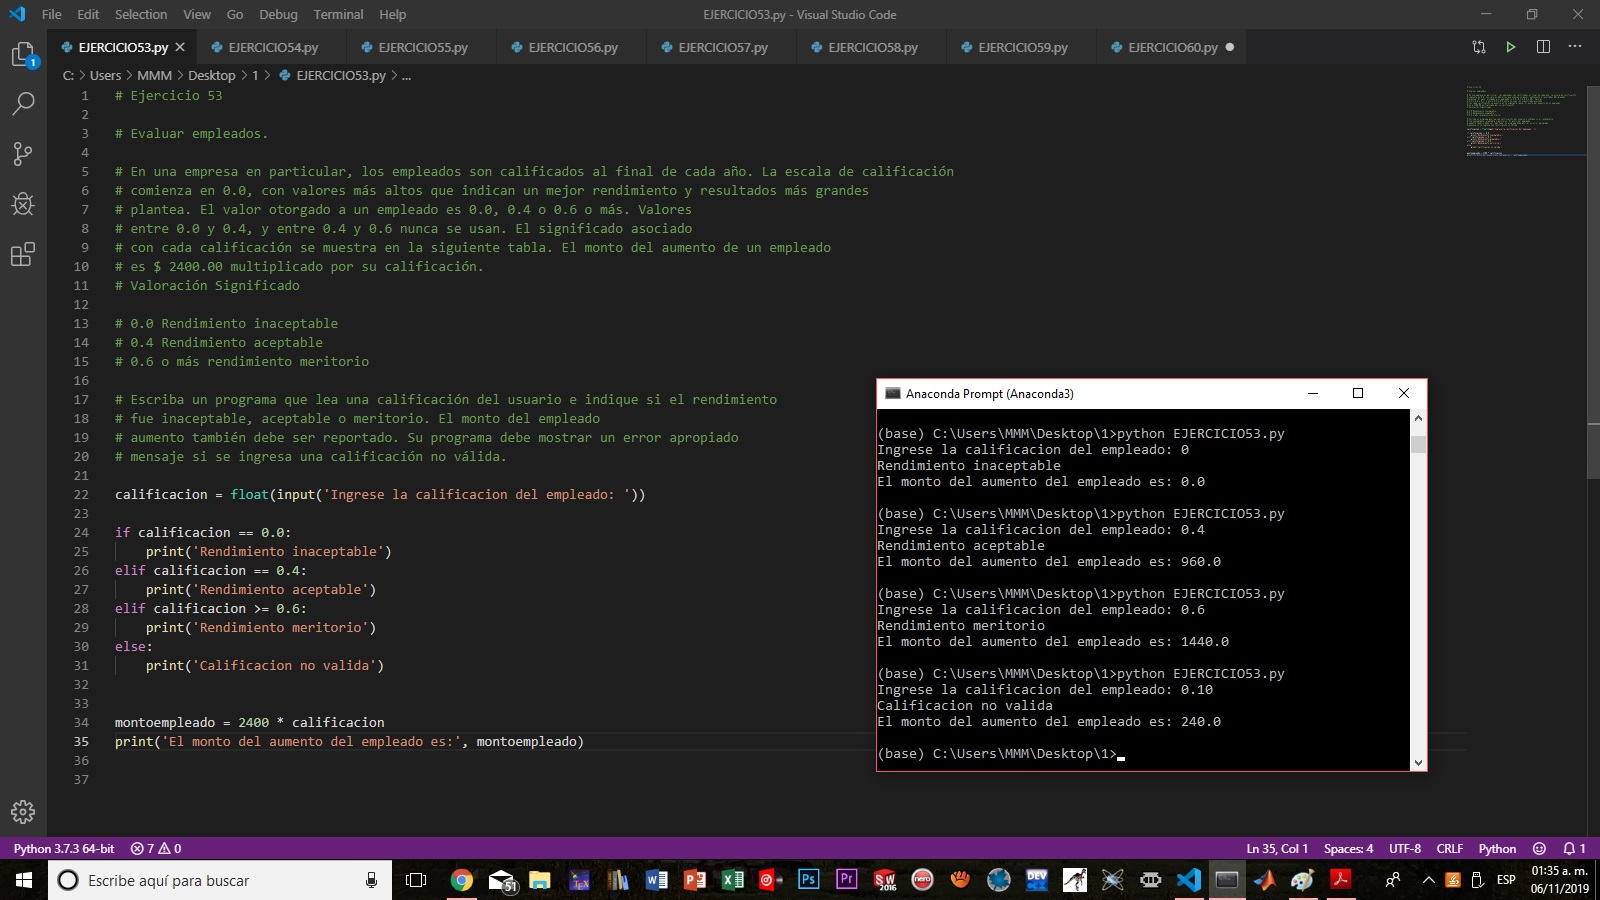 File Edit Selection View Go Debug Terminal Help
EJERCICIO53.py - Visual Studio Code
EJERCICIO53.py EJERCICIO54.py EJERCICIO55.py EJERCICIO56.py EJERCICIO57.py EJERCICIO58.py EJERCICIO59.py EJERCICIO60.py
C: > Users > MMM > Desktop > 1 > EJERCICIO53.py > ...
1
1 # Ejercicio 53
2
3 # Evaluar empleados.
4
5 # En una empresa en particular, los empleados son calificados al final de cada año. La escala de calificación
6 # comienza en 0.0, con valores más altos que indican un mejor rendimiento y resultados más grandes
7 # plantea. El valor otorgado a un empleado es 0.0, 0.4 o 0.6 o más. Valores
8 # entre 0.0 y 0.4, y entre 0.4 y 0.6 nunca se usan. El significado asociado
9 # con cada calificación se muestra en la siguiente tabla. El monto del aumento de un empleado
10 # es $ 2400.00 multiplicado por su calificación.
11 # Valoración Significado
12
13 # 0.0 Rendimiento inaceptable
14 # 0.4 Rendimiento aceptable
15 # 0.6 o más rendimiento meritorio
16
17 # Escriba un programa que lea una calificación del usuario e indique si el rendimiento
18 # fue inaceptable, aceptable o meritorio. El monto del empleado
19 # aumento también debe ser reportado. Su programa debe mostrar un error apropiado
20 # mensaje si se ingresa una calificación no válida.
21
22 calificacion = float(input('Ingrese la calificacion del empleado: '))
23
24 if calificacion == 0.0:
25     print('Rendimiento inaceptable')
26 elif calificacion == 0.4:
27     print('Rendimiento aceptable')
28 elif calificacion >= 0.6:
29     print('Rendimiento meritorio')
30 else:
31     print('Calificacion no valida')
32
33
34 montoempleado = 2400 * calificacion
35 print('El monto del aumento del empleado es:', montoempleado)
36
37
Anaconda Prompt (Anaconda3)
(base) C:\Users\MMM\Desktop\1>python EJERCICIO53.py
Ingrese la calificacion del empleado: 0
Rendimiento inaceptable
El monto del aumento del empleado es: 0.0
(base) C:\Users\MMM\Desktop\1>python EJERCICIO53.py
Ingrese la calificacion del empleado: 0.4
Rendimiento aceptable
El monto del aumento del empleado es: 960.0
(base) C:\Users\MMM\Desktop\1>python EJERCICIO53.py
Ingrese la calificacion del empleado: 0.6
Rendimiento meritorio
El monto del aumento del empleado es: 1440.0
(base) C:\Users\MMM\Desktop\1>python EJERCICIO53.py
Ingrese la calificacion del empleado: 0.10
Calificacion no valida
El monto del aumento del empleado es: 240.0
(base) C:\Users\MMM\Desktop\1>
Python 3.7.3 64-bit 7 0 Ln 35, Col 1 Spaces: 4 UTF-8 CRLF Python 1
Escribe aquí para buscar
51
TEX
Ps
Pr
SW 2016
nero
DEV
ESP
01:35 a. m.
06/11/2019